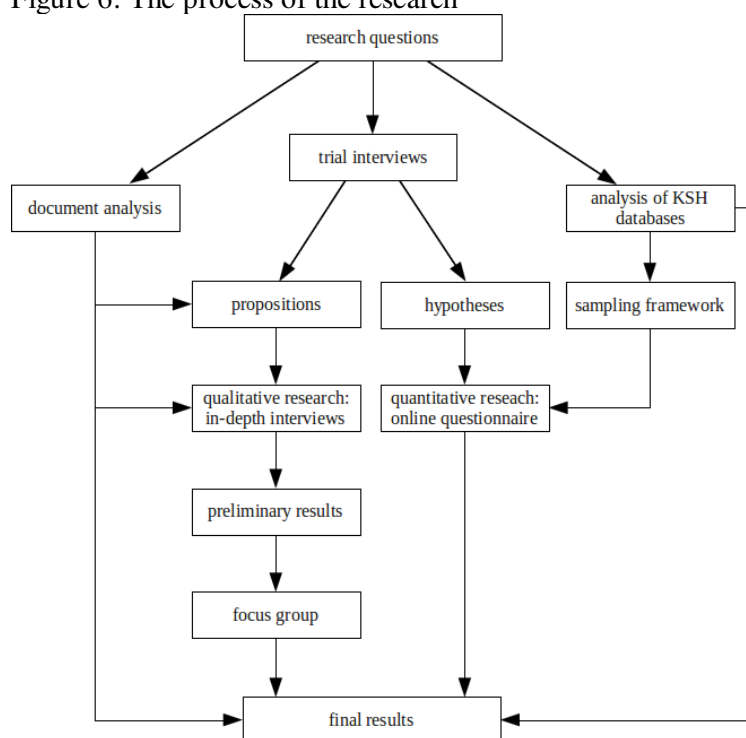 Figure 6: The process of the research
research questions
trial interviews
document analysis
analysis of KSH
databases
propositions
hypotheses
sampling framework
qualitative research:
in-depth interviews
quantitative reseach:
online questionnaire
preliminary results
focus group
final results